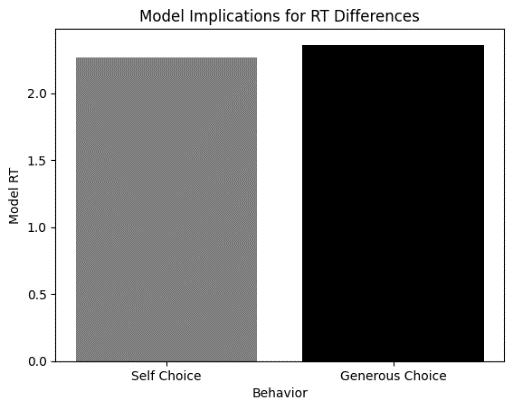 Model Implications for RT Differences
Model RT
2.0
1.5
1.0
0.5
0.0
Self Choice
Generous Choice
Behavior